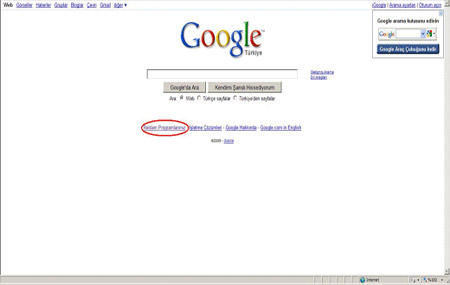 Web Görseller Haberler Gruplar Bloglar Çeviri Gmail diğer ▼
iGoogle | Arama ayarları | Oturum açın
Google arama kutusunu edinin
Google
Google Araç Çubuğunu İndir
Google™
Türkiye
Gelişmiş Arama
Dil Araçları
Google'da Ara Kendimi Şanslı Hissediyorum
Ara: Web Türkçe sayfalar Türkiye'den sayfalar
Reklam Programlarımız - İşletme Çözümleri - Google Hakkında - Google.com in English
©2009 - Gizlilik
Internet %100